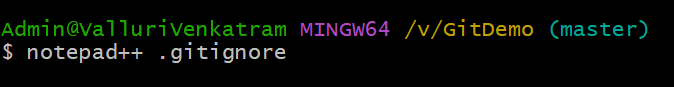 Admin@ValluriVenkatram MINGW64 /v/GitDemo (master)
$ notepad++ .gitignore